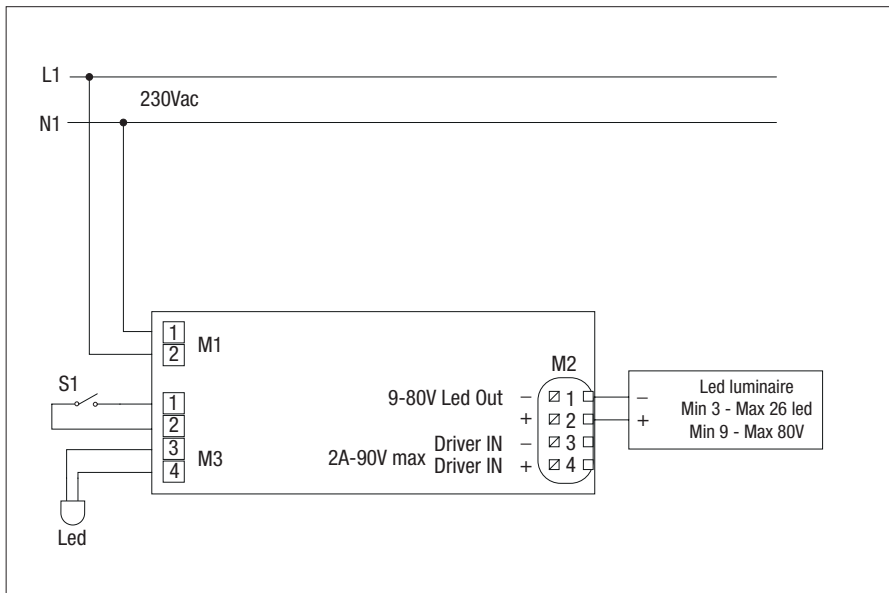 L1
230Vac
N1
1
2
M1
M2
S1
1
2
3
4
M3
9-80V Led Out
2A-90V max
Driver IN
Driver IN
−
+
−
+
1
2
3
4
−
+
Led luminaire
Min 3 - Max 26 led
Min 9 - Max 80V
Led